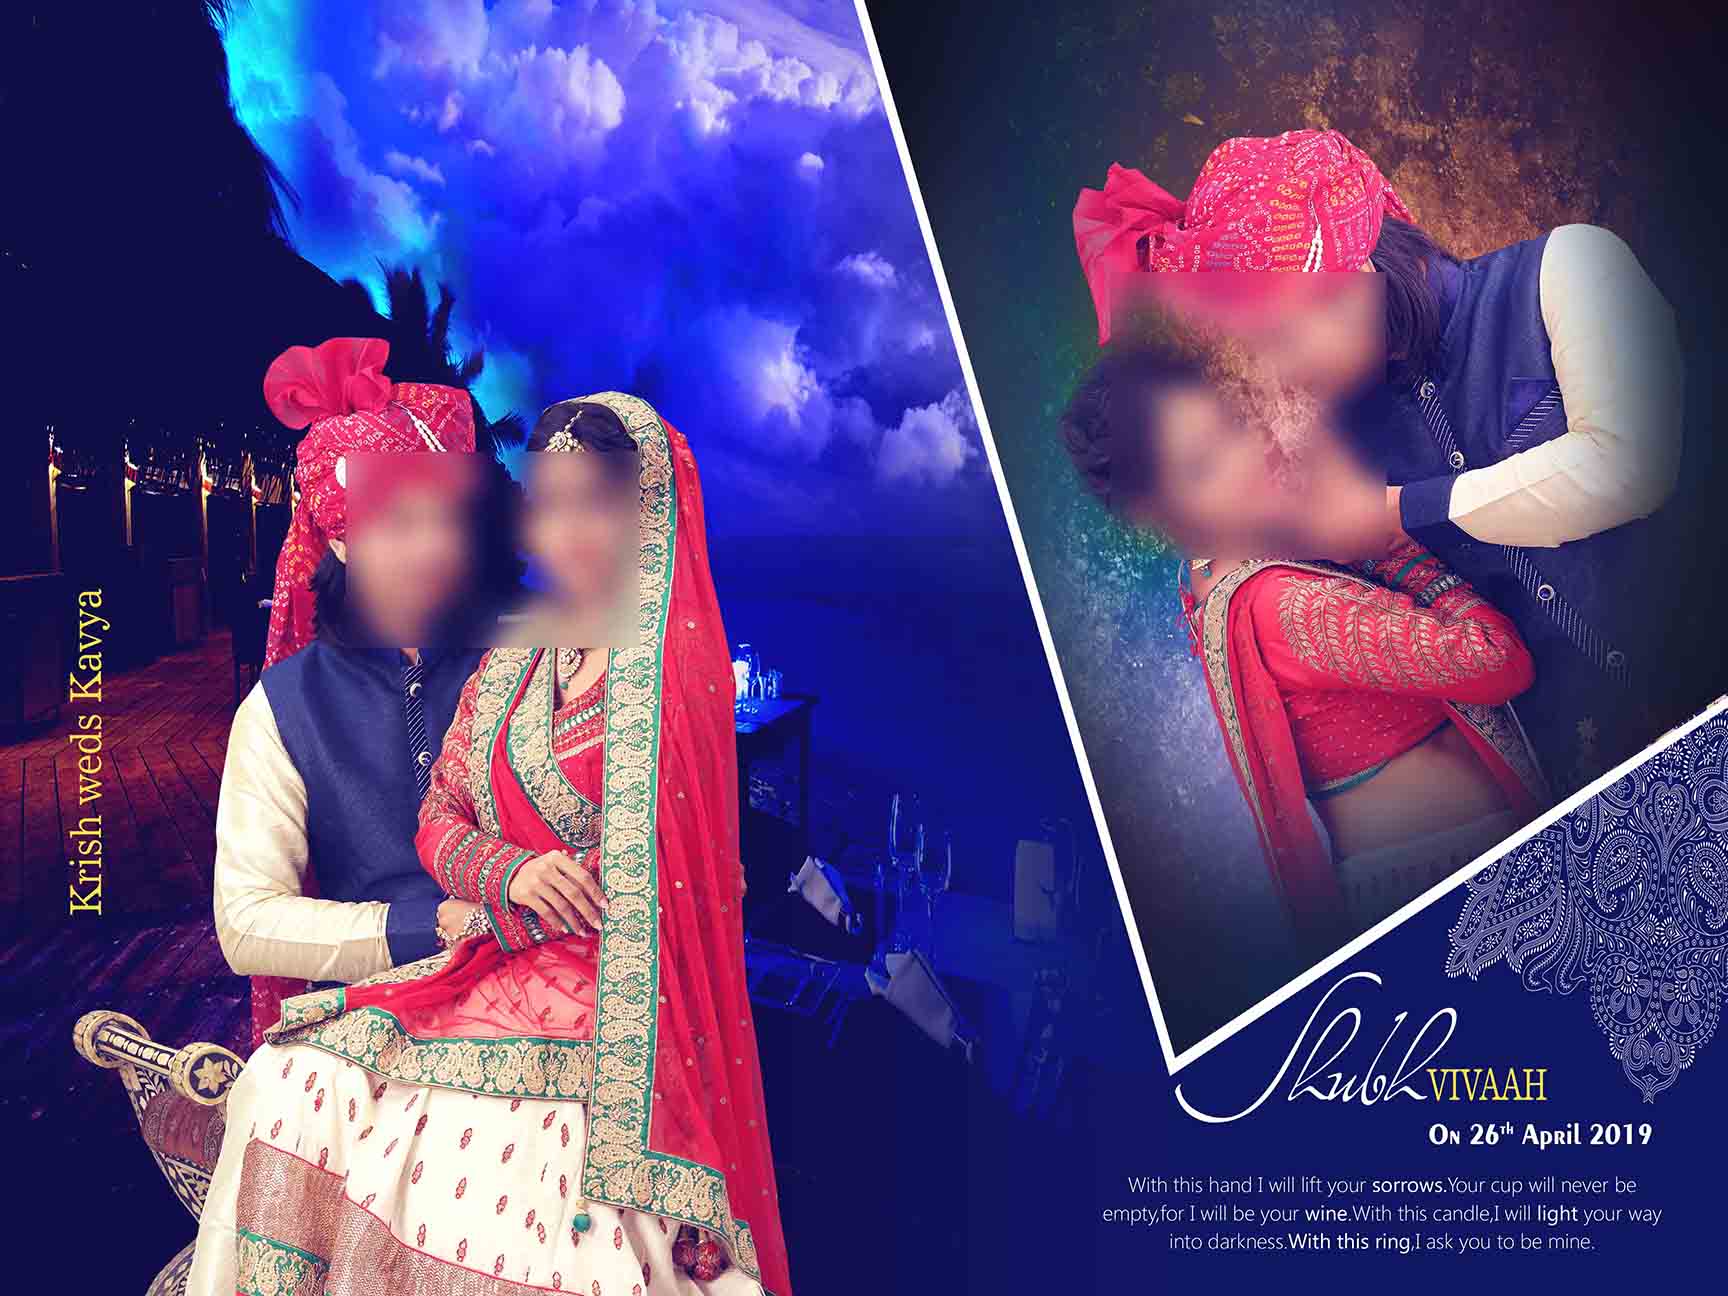 Krish weds Kavya
Shubh VIVAAH
On 26th April 2019
With this hand I will lift your sorrows.Your cup will never be
empty,for I will be your wine.With this candle,I will light your way
into darkness.With this ring,I ask you to be mine.